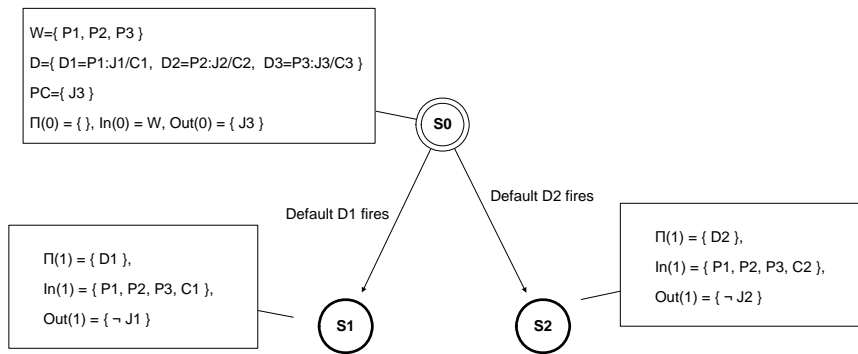 W={ P1, P2, P3 }
D={ D1=P1:J1/C1, D2=P2:J2/C2, D3=P3:J3/C3 }
PC={ J3 }
Π(0) = { }, In(0) = W, Out(0) = { J3 }
S0
Default D1 fires
Default D2 fires
Π(1) = { D1 },
In(1) = { P1, P2, P3, C1 },
Out(1) = { ¬ J1 }
S1
S2
Π(1) = { D2 },
In(1) = { P1, P2, P3, C2 },
Out(1) = { ¬ J2 }